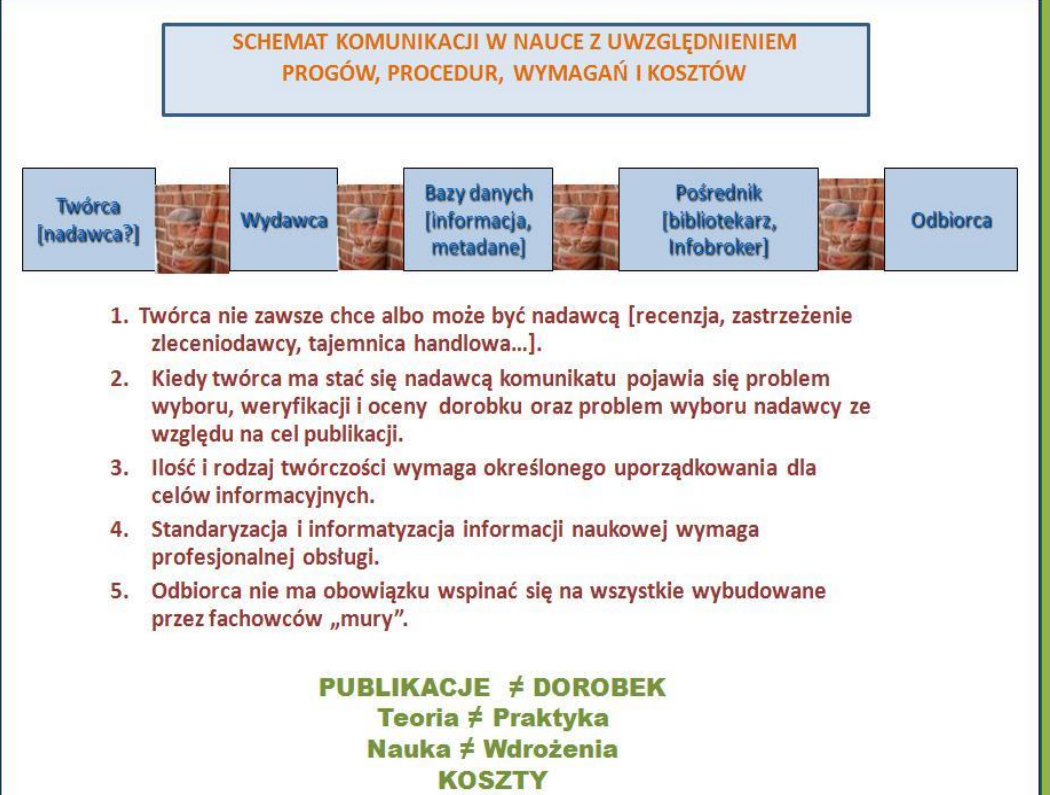 SCHEMAT KOMUNIKACJI W NAUCE Z UWZGLĘDNIENIEM
PROGÓW, PROCEDUR, WYMAGAŃ I KOSZTÓW
Twórca
[nadawca?]
Wydawca
Bazy danych
[informacja,
metadane]
Pośrednik
[bibliotekarz,
Infobroker]
Odbiorca
1. Twórca nie zawsze chce albo może być nadawcą [recenzja, zastrzeżenie
zleceniodawcy, tajemnica handlowa...].
2. Kiedy twórca ma stać się nadawcą komunikatu pojawia się problem
wyboru, weryfikacji i oceny dorobku oraz problem wyboru nadawcy ze
względu na cel publikacji.
3. Ilość i rodzaj twórczości wymaga określonego uporządkowania dla
celów informacyjnych.
4. Standaryzacja i informatyzacja informacji naukowej wymaga
profesjonalnej obsługi.
5. Odbiorca nie ma obowiązku wspinać się na wszystkie wybudowane
przez fachowców „mury”.
PUBLIKACJE ≠ DOROBEK
Teoria ≠ Praktyka
Nauka ≠ Wdrożenia
KOSZTY